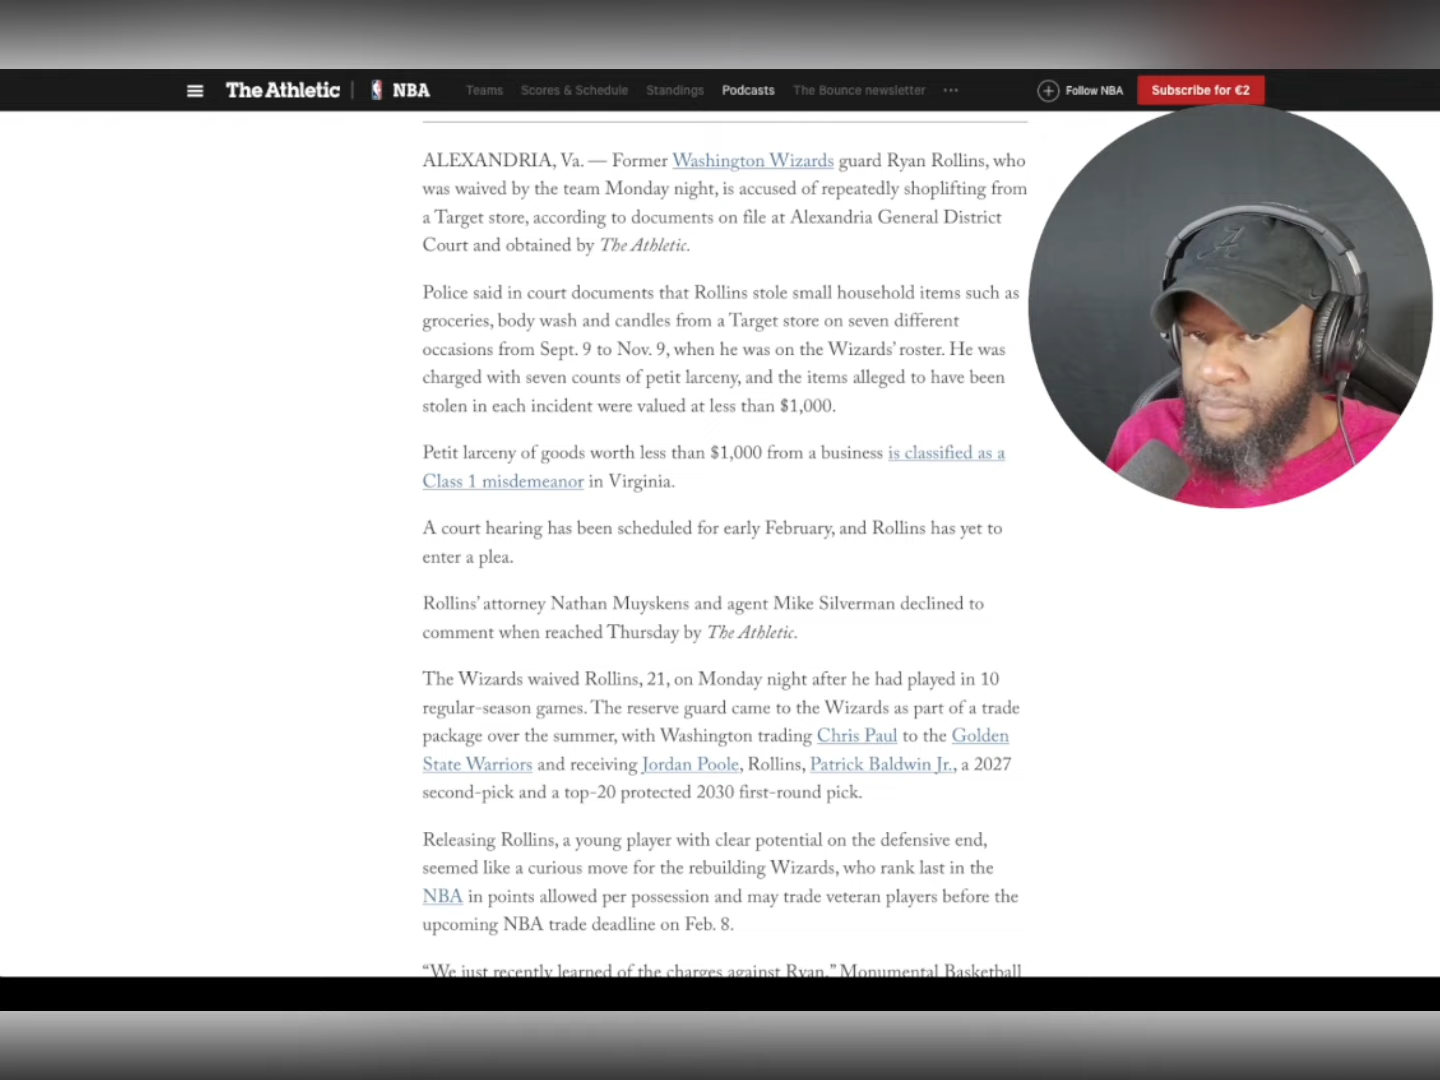 The Athletic NBA Teams Scores & Schedule Standings Podcasts The Bounce newsletter ••• Follow NBA Subscribe for €2
ALEXANDRIA, Va. — Former Washington Wizards guard Ryan Rollins, who
was waived by the team Monday night, is accused of repeatedly shoplifting from
a Target store, according to documents on file at Alexandria General District
Court and obtained by The Athletic.
Police said in court documents that Rollins stole small household items such as
groceries, body wash and candles from a Target store on seven different
occasions from Sept. 9 to Nov. 9, when he was on the Wizards’ roster. He was
charged with seven counts of petit larceny, and the items alleged to have been
stolen in each incident were valued at less than $1,000.
Petit larceny of goods worth less than $1,000 from a business is classified as a
Class 1 misdemeanor in Virginia.
A court hearing has been scheduled for early February, and Rollins has yet to
enter a plea.
Rollins’ attorney Nathan Muyskens and agent Mike Silverman declined to
comment when reached Thursday by The Athletic.
The Wizards waived Rollins, 21, on Monday night after he had played in 10
regular-season games. The reserve guard came to the Wizards as part of a trade
package over the summer, with Washington trading Chris Paul to the Golden
State Warriors and receiving Jordan Poole, Rollins, Patrick Baldwin Jr., a 2027
second-pick and a top-20 protected 2030 first-round pick.
Releasing Rollins, a young player with clear potential on the defensive end,
seemed like a curious move for the rebuilding Wizards, who rank last in the
NBA in points allowed per possession and may trade veteran players before the
upcoming NBA trade deadline on Feb. 8.
“We just recently learned of the charges against Ryan,” Monumental Basketball